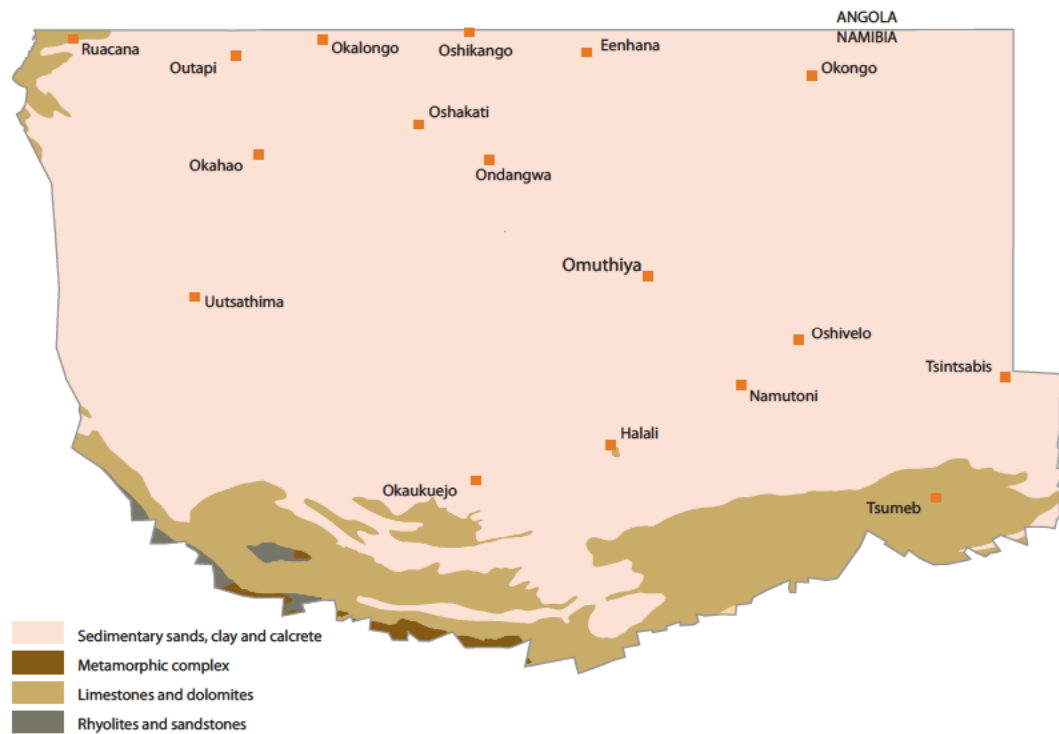 ANGOLA
NAMIBIA
Ruacana
Okalongo
Oshikango
Eenhana
Outapi
Okongo
Oshakati
Okahao
Ondangwa
Omuthiya
Uutsathima
Oshivelo
Tsintsabis
Namutoni
Halali
Okaukuejo
Tsumeb
Sedimentary sands, clay and calcrete
Metamorphic complex
Limestones and dolomites
Rhyolites and sandstones